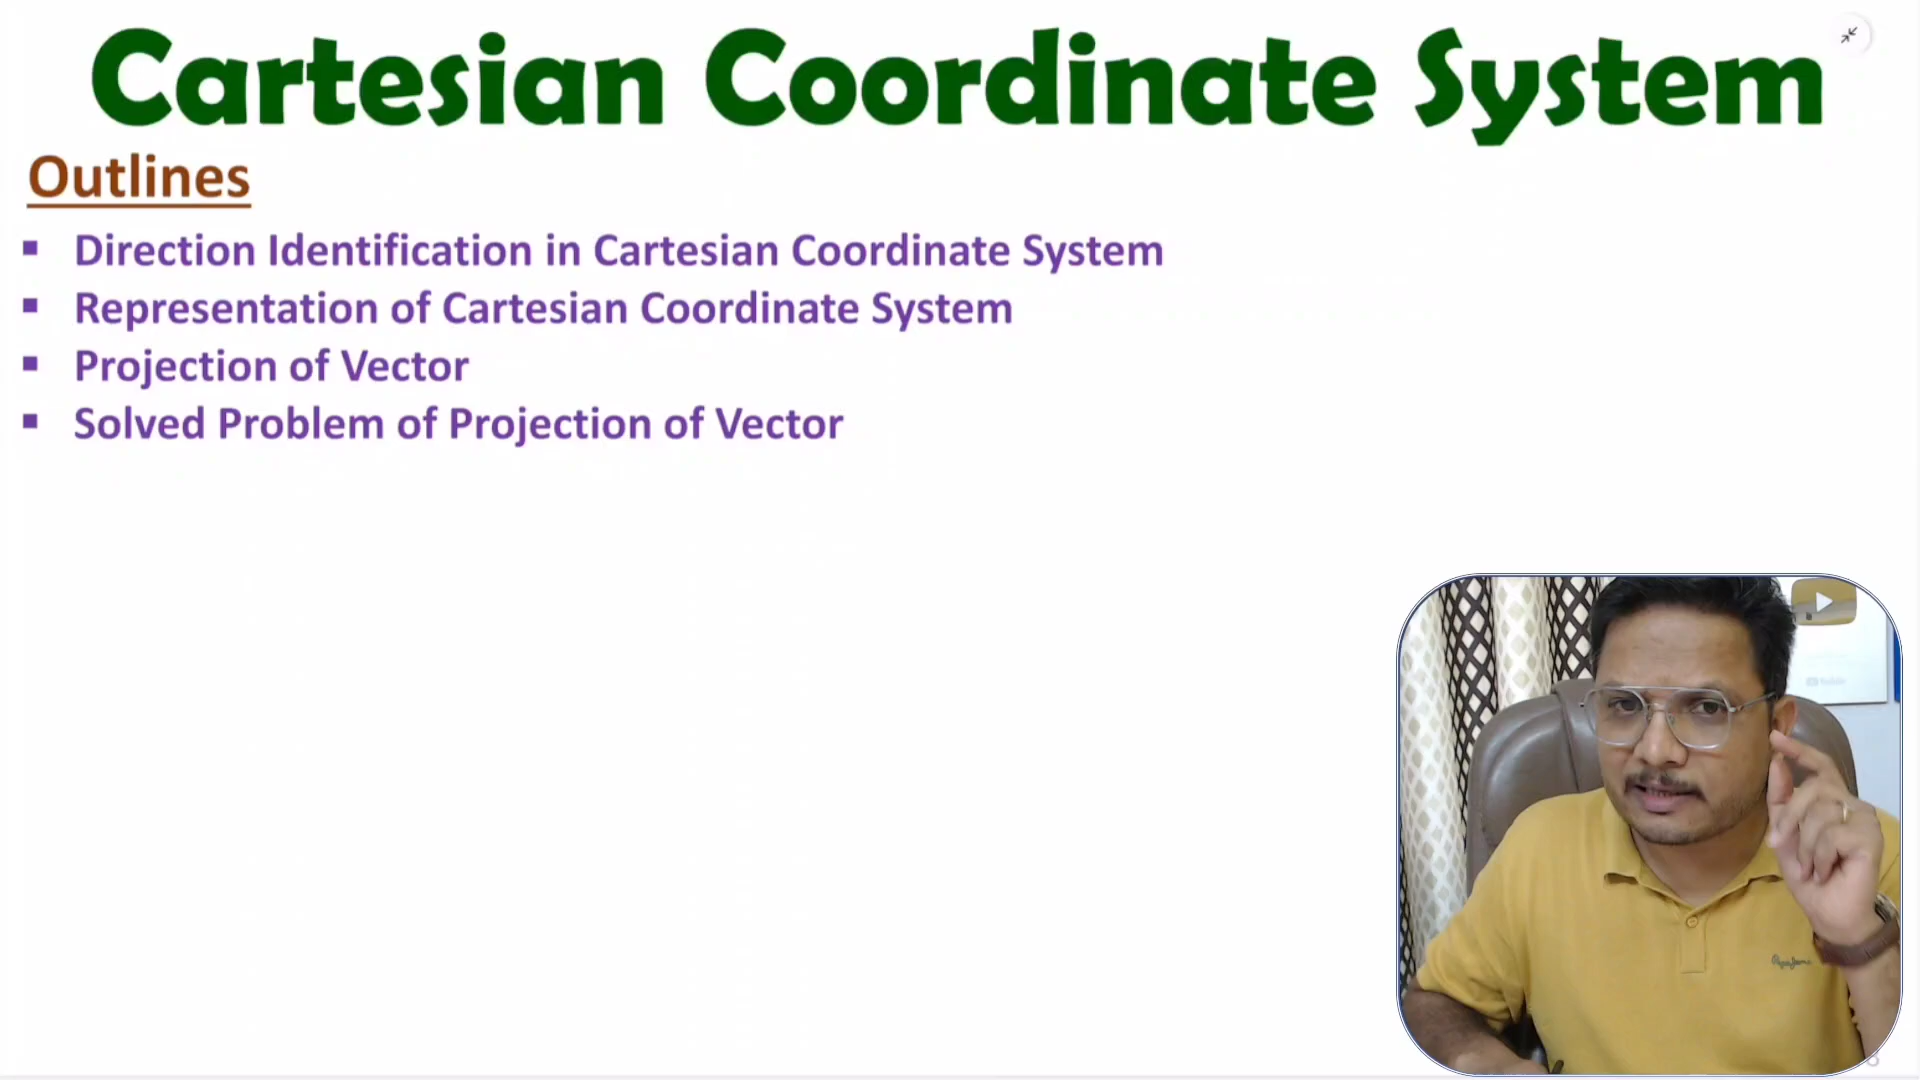 Cartesian Coordinate System
Outlines
▪ Direction Identification in Cartesian Coordinate System
▪ Representation of Cartesian Coordinate System
▪ Projection of Vector
▪ Solved Problem of Projection of Vector